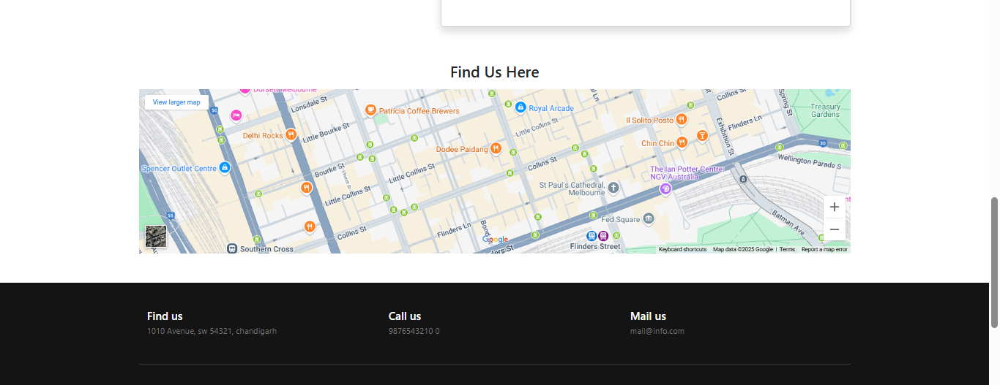 Find Us Here
Dorsett Melbourne
View larger map
50
Lonsdale St
Patricia Coffee Brewers
Royal Arcade
Collins St
Spring St
Treasury
Gardens
Il Solito Posto
Flinders Ln
Exhibition St
Delhi Rocks
Little Bourke St
Little Collins St
Chin Chin
30
Dodee Paidang
Wellington Parade S
Spencer Outlet Centre
Bourke St
Church St
Little Collins St
Collins St
The Ian Potter Centre:
NGV Australia
St Paul's Cathedral,
Melbourne
Little Collins St
55
Fed Square
Batman Ave
Collins St
Flinders Ln
Google
Southern Cross
Flinders Street
Keyboard shortcuts
Map data ©2025 Google
Terms
Report a map error
Find us
Call us
Mail us
1010 Avenue, sw 54321, chandigarh
9876543210 0
mail@info.com